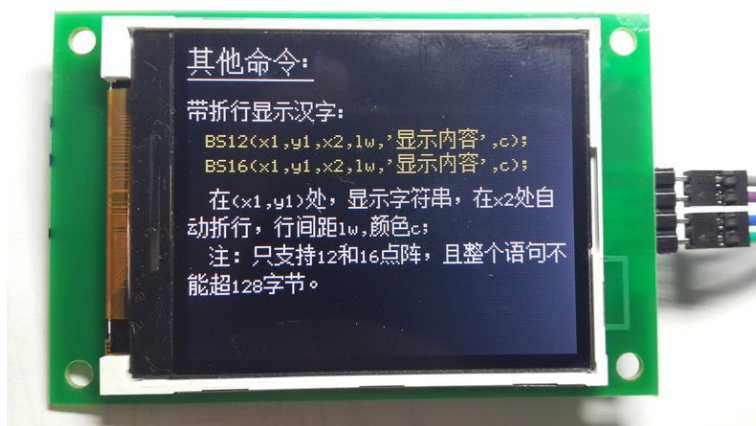 其他命令:
带折行显示汉字:
BS12(x1,y1,x2,lw,'显示内容',c);
BS16(x1,y1,x2,lw,'显示内容',c);
在(x1,y1)处，显示字符串，在x2处自
动折行，行间距lw,颜色c;
注：只支持12和16点阵，且整个语句不
能超128字节。